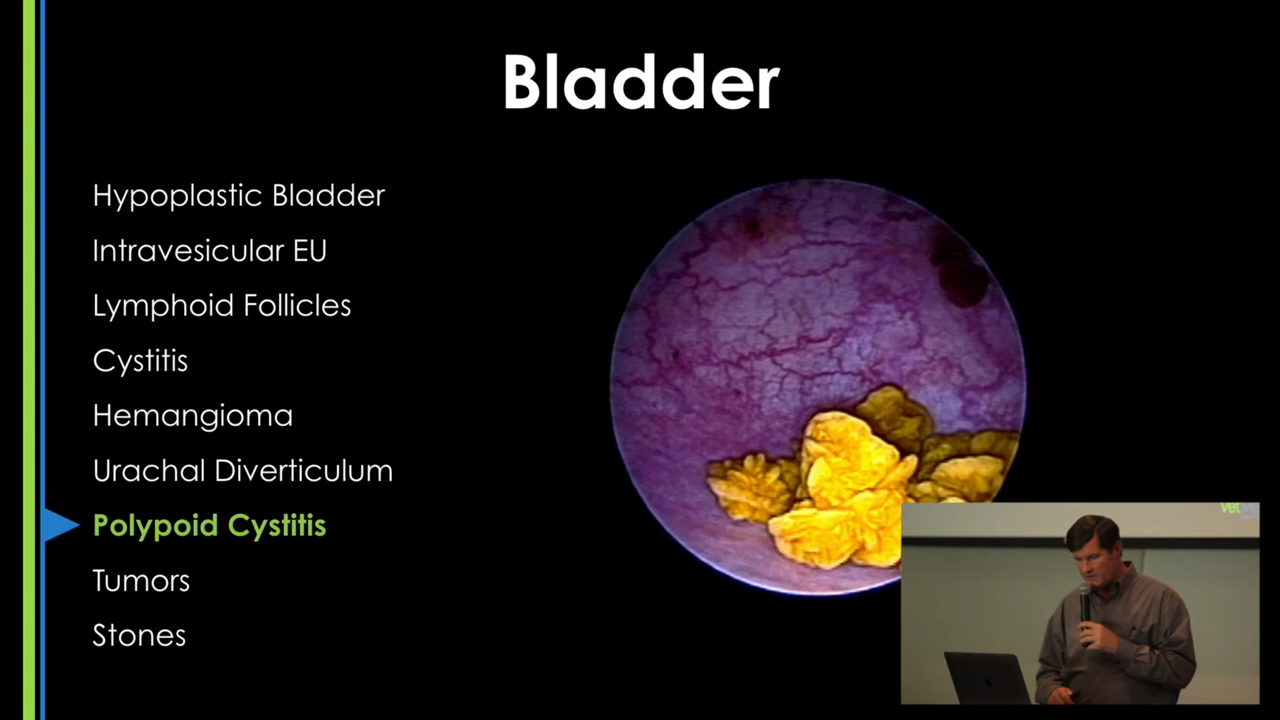 Bladder
Hypoplastic Bladder
Intravesicular EU
Lymphoid Follicles
Cystitis
Hemangioma
Urachal Diverticulum
Polypoid Cystitis
Tumors
Stones